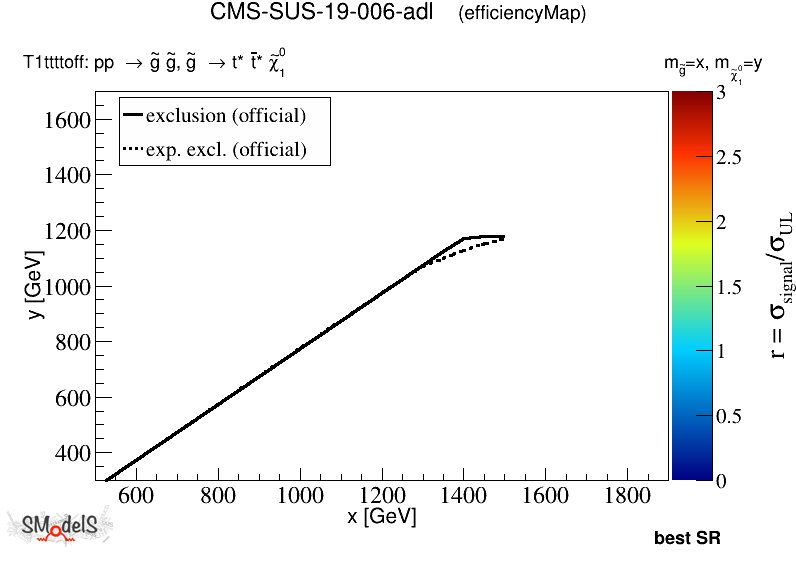 CMS-SUS-19-006-adl (efficiencyMap)
T1ttttoff: pp → g̃ g̃, g̃ → t* t̄* χ̃₁⁰
m_g̃=x, m_χ̃₁⁰=y
exclusion (official)
exp. excl. (official)
1600
1400
1200
1000
800
600
400
y [GeV]
600 800 1000 1200 1400 1600 1800
x [GeV]
3
2.5
2
1.5
1
0.5
0
r = σ_signal/σ_UL
SModelS
best SR